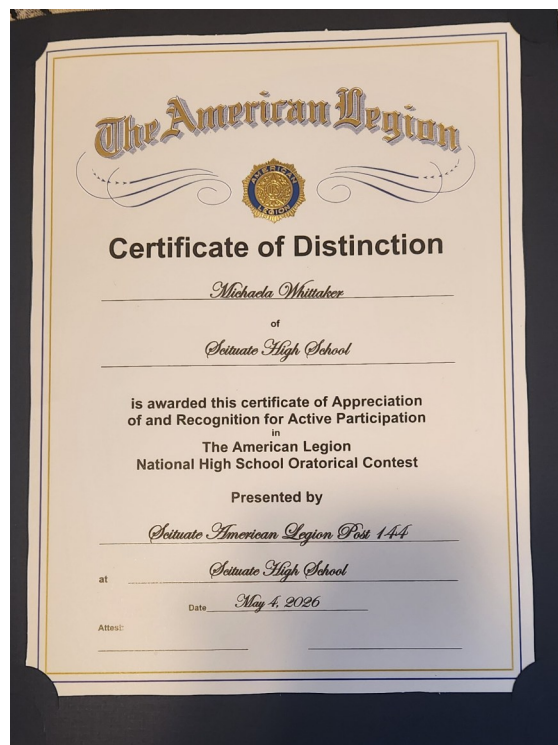 The American Legion
AMERICAN
LEGION
Certificate of Distinction
Michaela Whittaker
of
Scituate High School
is awarded this certificate of Appreciation
of and Recognition for Active Participation
in
The American Legion
National High School Oratorical Contest
Presented by
Scituate American Legion Post 144
at Scituate High School
Date May 4, 2026
Attest: